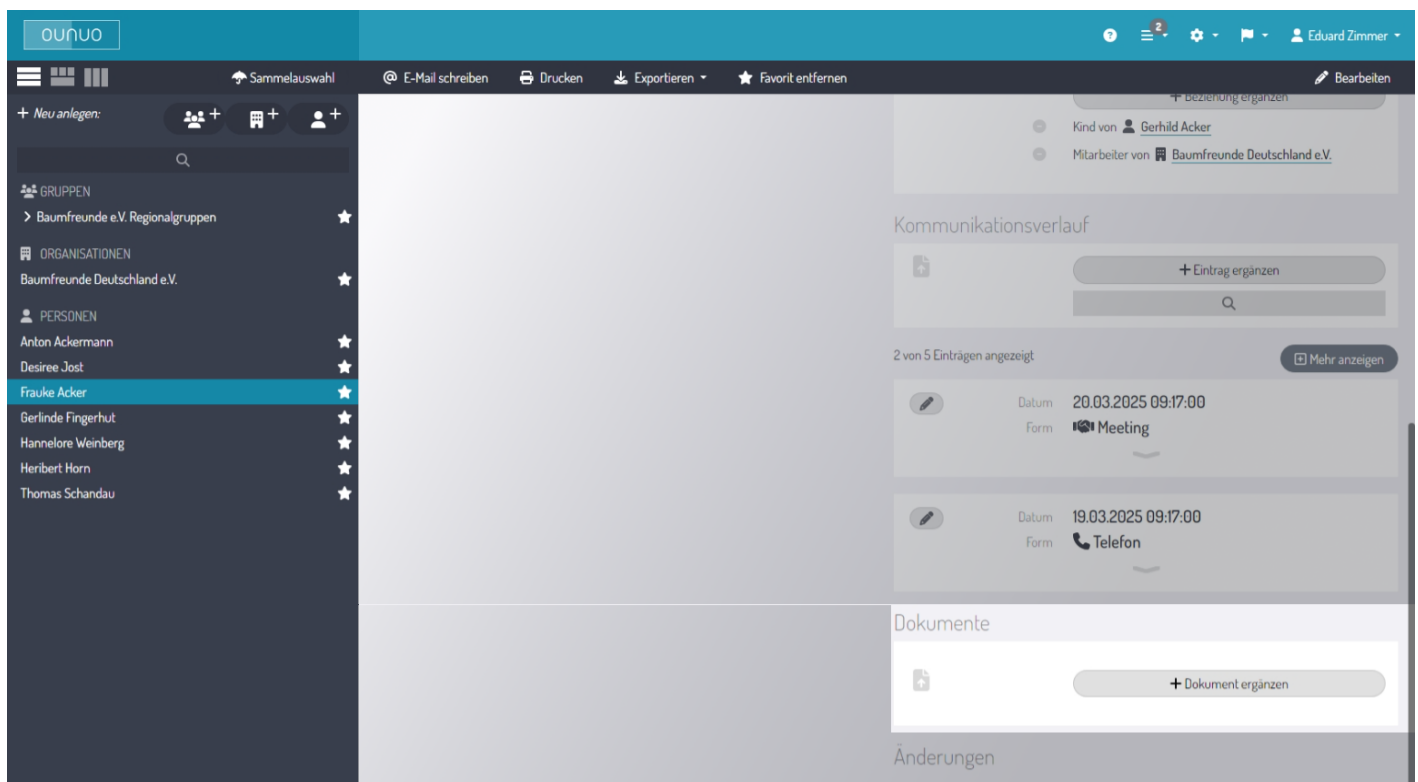 ounuo
2
Eduard Zimmer
Sammelauswahl
E-Mail schreiben
Drucken
Exportieren
Favorit entfernen
Bearbeiten
+ Neu anlegen:
GRUPPEN
Baumfreunde e.V. Regionalgruppen
ORGANISATIONEN
Baumfreunde Deutschland e.V.
PERSONEN
Anton Ackermann
Desiree Jost
Frauke Acker
Gerlinde Fingerhut
Hannelore Weinberg
Heribert Horn
Thomas Schandau
+ Beziehung ergänzen
Kind von Gerhild Acker
Mitarbeiter von Baumfreunde Deutschland e.V.
Kommunikationsverlauf
+ Eintrag ergänzen
2 von 5 Einträgen angezeigt
Mehr anzeigen
Datum 20.03.2025 09:17:00
Form Meeting
Datum 19.03.2025 09:17:00
Form Telefon
Dokumente
+ Dokument ergänzen
Änderungen